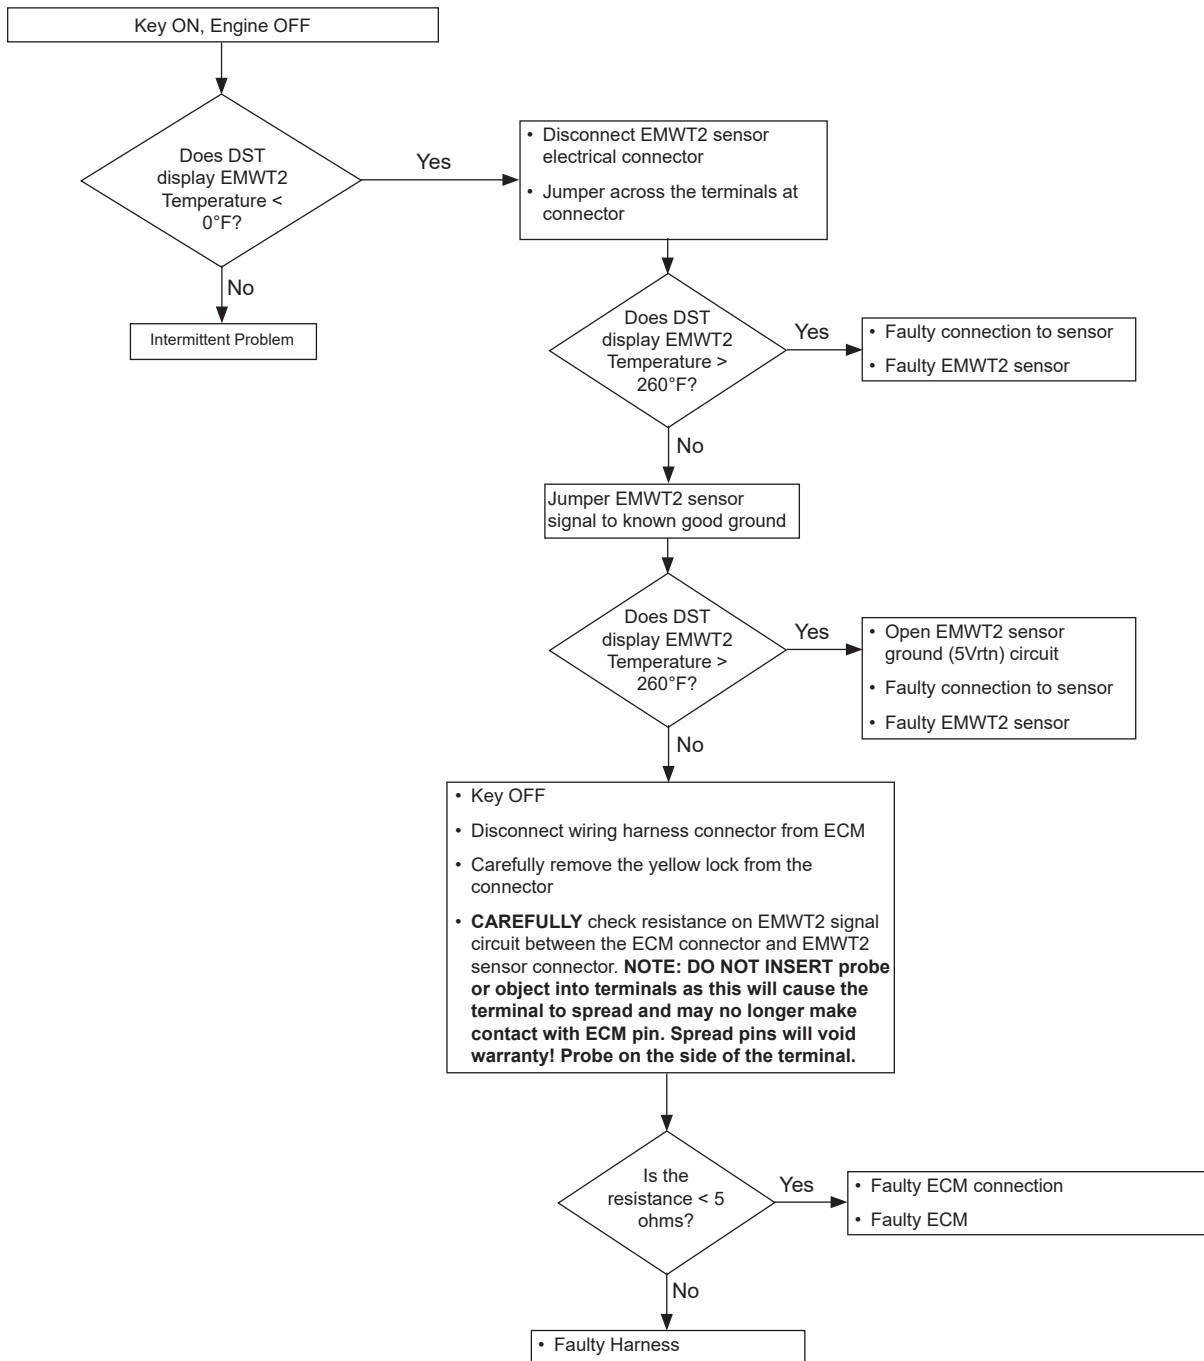 Key ON, Engine OFF
Does DST
display EMWT2
Temperature <
0°F?
Yes
• Disconnect EMWT2 sensor
electrical connector
• Jumper across the terminals at
connector
No
Intermittent Problem
Does DST
display EMWT2
Temperature >
260°F?
Yes
• Faulty connection to sensor
• Faulty EMWT2 sensor
No
Jumper EMWT2 sensor
signal to known good ground
Does DST
display EMWT2
Temperature >
260°F?
Yes
• Open EMWT2 sensor
ground (5Vrtn) circuit
• Faulty connection to sensor
• Faulty EMWT2 sensor
No
• Key OFF
• Disconnect wiring harness connector from ECM
• Carefully remove the yellow lock from the
connector
• CAREFULLY check resistance on EMWT2 signal
circuit between the ECM connector and EMWT2
sensor connector. NOTE: DO NOT INSERT probe
or object into terminals as this will cause the
terminal to spread and may no longer make
contact with ECM pin. Spread pins will void
warranty! Probe on the side of the terminal.
Is the
resistance < 5
ohms?
Yes
• Faulty ECM connection
• Faulty ECM
No
• Faulty Harness